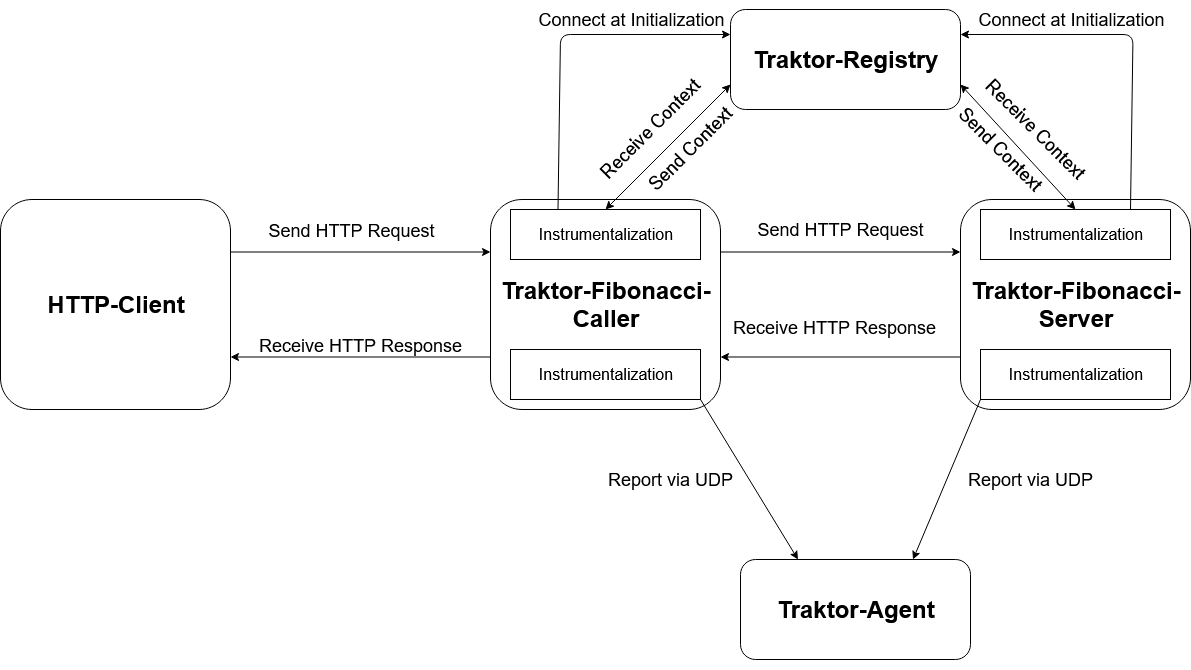 Connect at Initialization
Connect at Initialization
Traktor-Registry
Receive Context
Send Context
Receive Context
Send Context
HTTP-Client
Send HTTP Request
Receive HTTP Response
Instrumentalization
Traktor-Fibonacci-
Caller
Instrumentalization
Send HTTP Request
Receive HTTP Response
Instrumentalization
Traktor-Fibonacci-
Server
Instrumentalization
Report via UDP
Report via UDP
Traktor-Agent